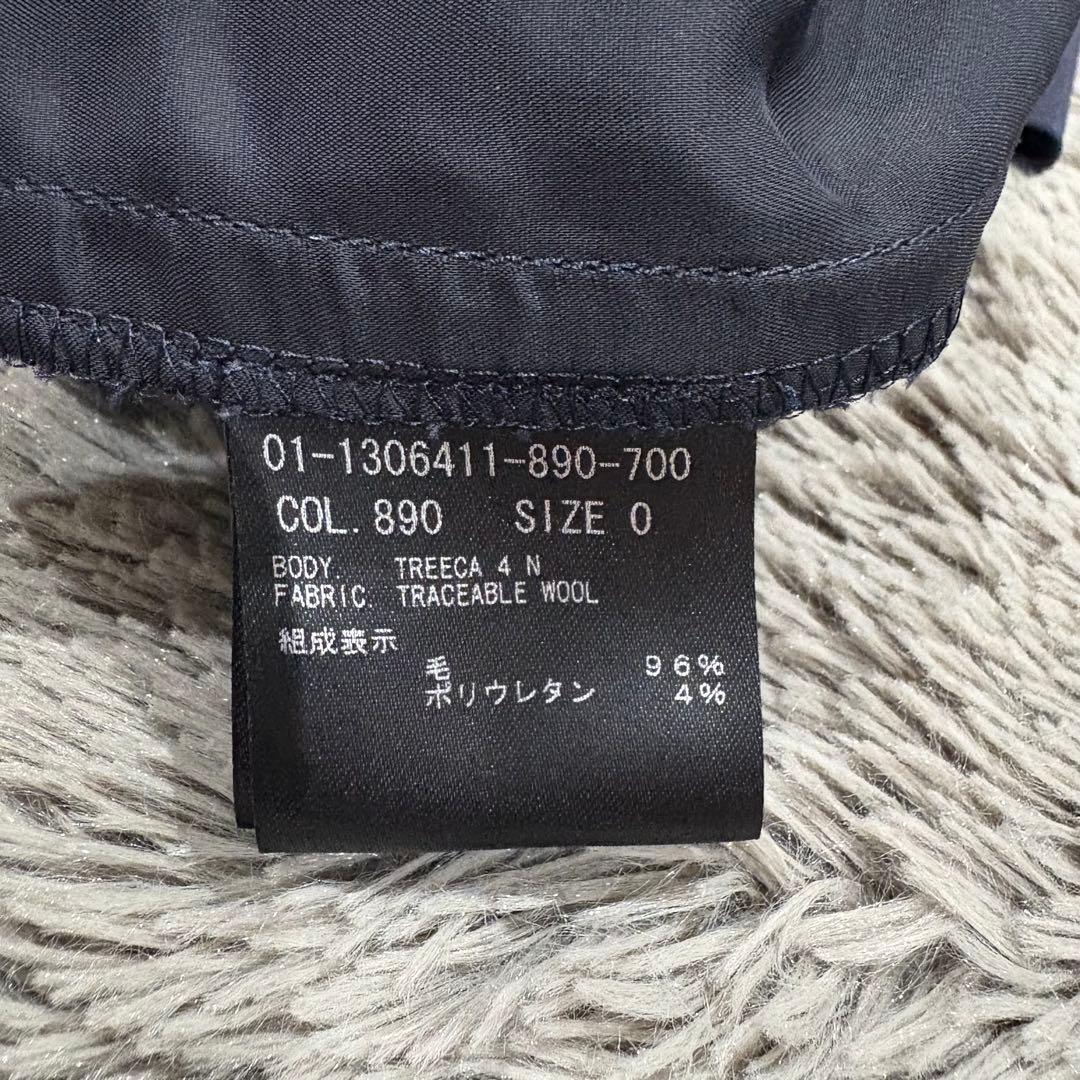 01-1306411-890-700
COL. 890 SIZE 0
BODY TREECA 4 N
FABRIC TRACEABLE WOOL
組成表示
毛 96%
ポリウレタン 4%